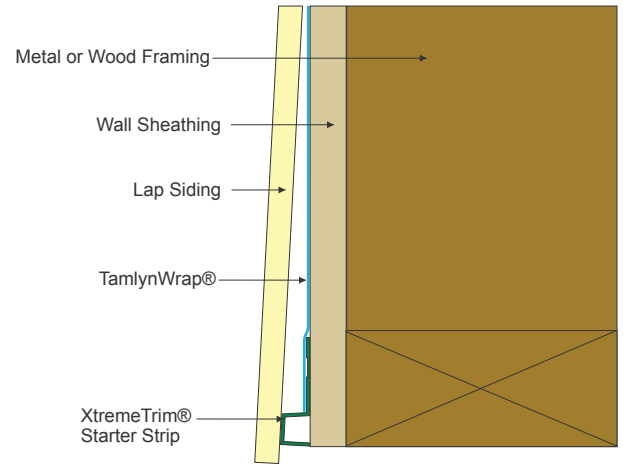 Metal or Wood Framing
Wall Sheathing
Lap Siding
TamlynWrap®
XtremeTrim®
Starter Strip